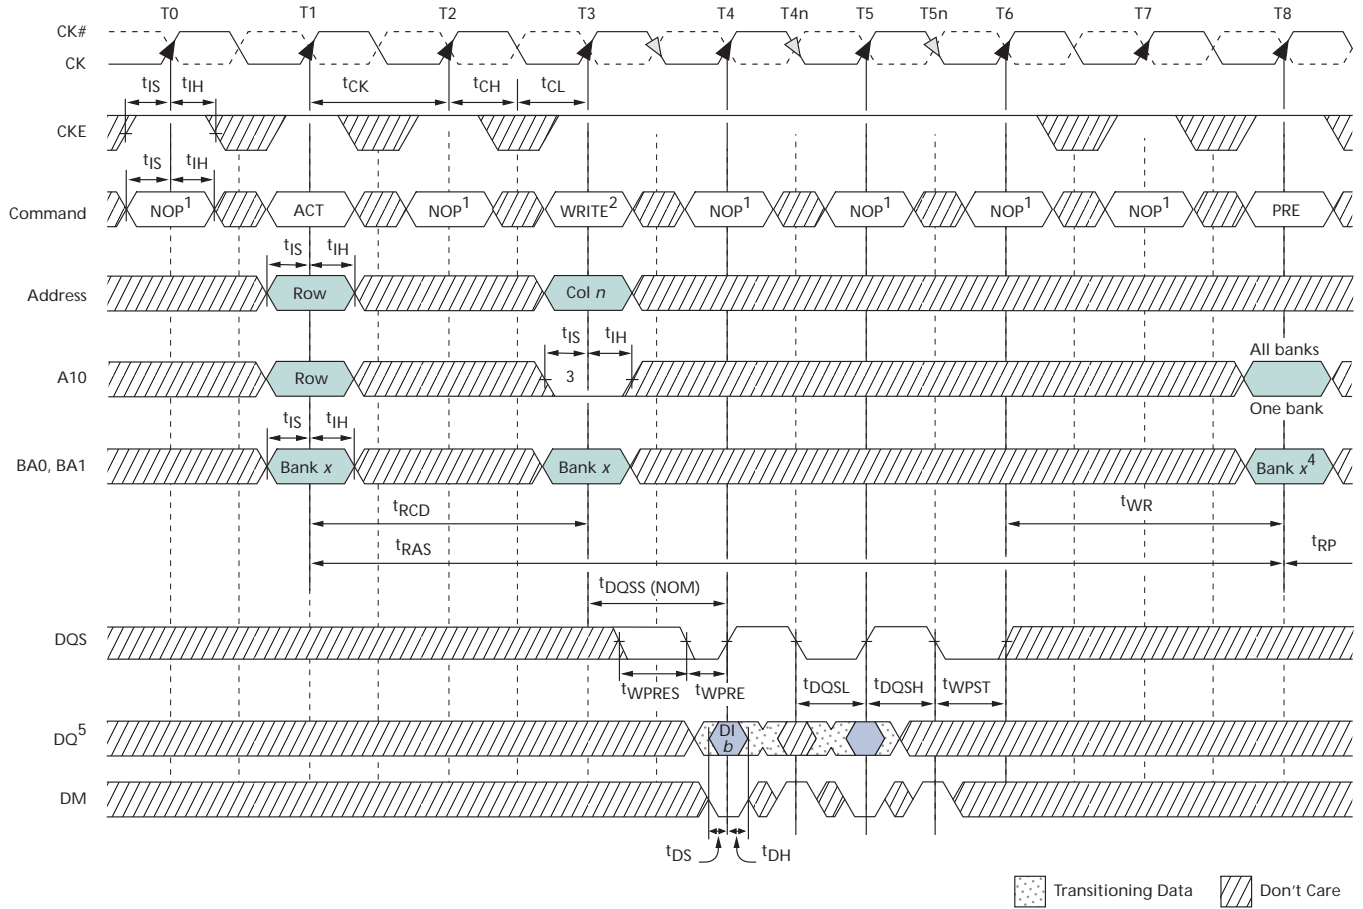 T0 T1 T2 T3 T4 T4n T5 T5n T6 T7 T8
CK#
CK
tIS tIH tCK tCH tCL
CKE
tIS tIH
Command NOP1 ACT NOP1 WRITE2 NOP1 NOP1 NOP1 NOP1 PRE
tIS tIH
Address Row Col n
tIS tIH
All banks
A10 Row 3
One bank
tIS tIH
BA0, BA1 Bank x Bank x Bank x4
tRCD tWR
tRAS tRP
tDQSS (NOM)
DQS
tWPRES tWPRE tDQSL tDQSH tWPST
DQ5 DI
b
DM
tDS tDH
Transitioning Data Don't Care